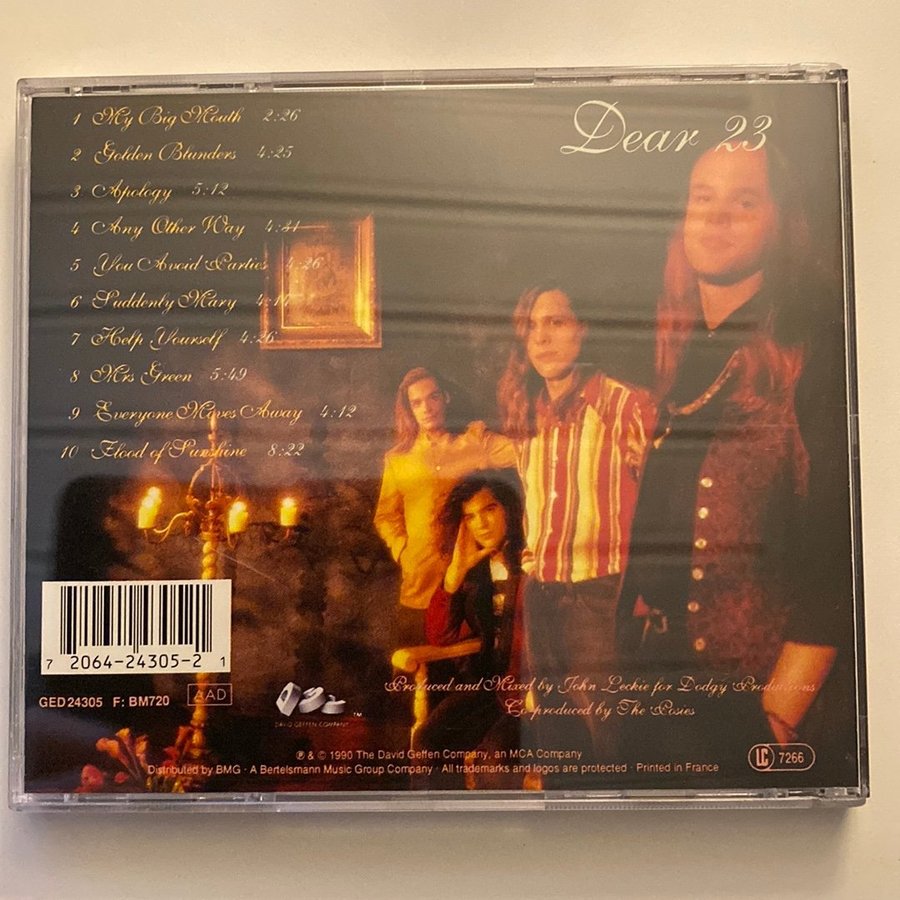 Dear 23
1 My Big Mouth 2:26
2 Golden Blunders 4:25
3 Apology 5:12
4 Any Other Way
5 You Avoid Parties 4:26
6 Suddenly Mary
7 Help Yourself 4:26
8 Mrs Green 5:49
9 Everyone Moves Away 4:12
10 Flood of Sunshine 8:22
7 2064-24305-2 1
GED 24305 F: BM720 AAD
DAVID GEFFEN COMPANY ™
Produced and Mixed by John Leckie for Dodgy Productions
Co-produced by The Posies
℗ & © 1990 The David Geffen Company, an MCA Company
Distributed by BMG · A Bertelsmann Music Group Company · All trademarks and logos are protected · Printed in France
LC 7266